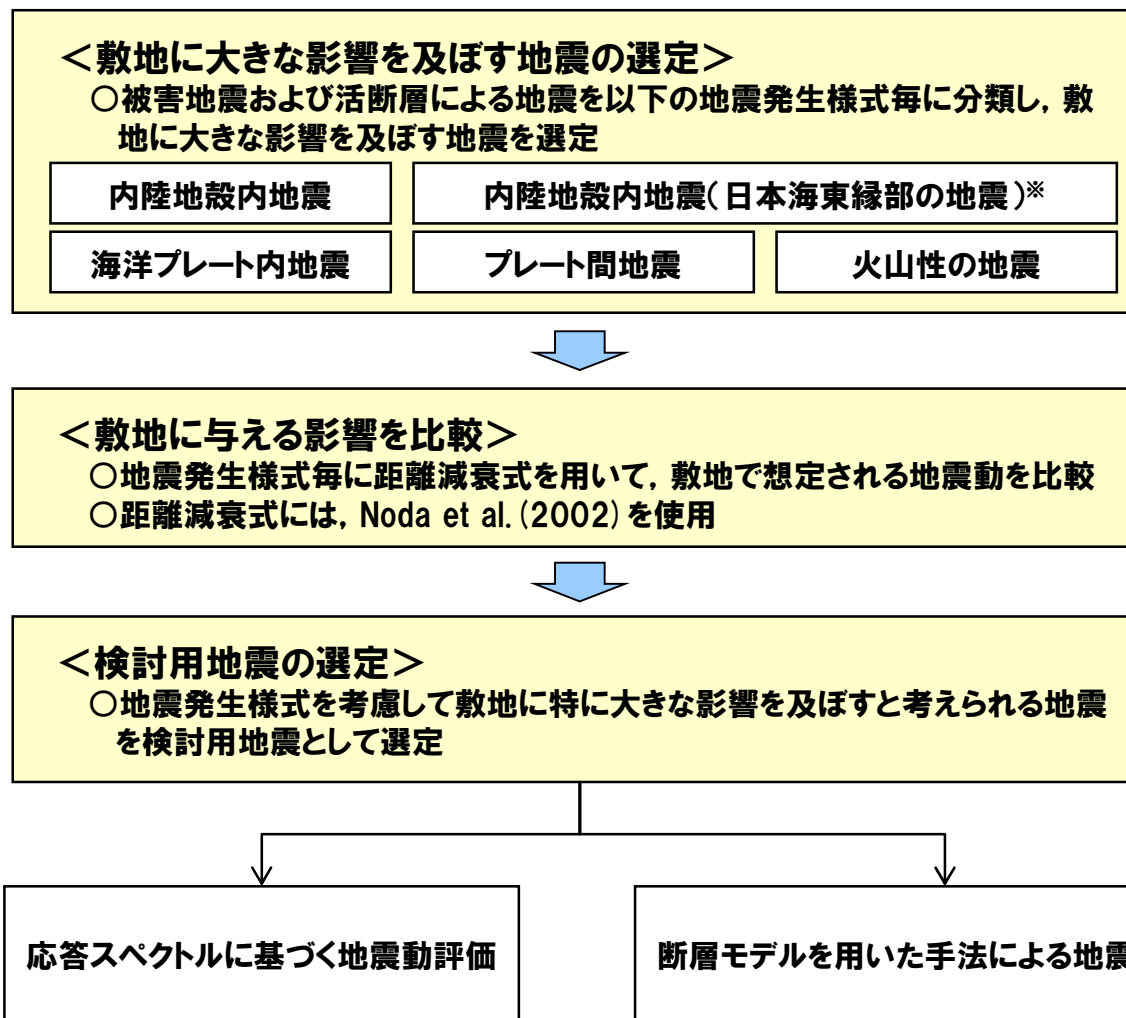 ＜敷地に大きな影響を及ぼす地震の選定＞
○被害地震および活断層による地震を以下の地震発生様式毎に分類し，敷
地に大きな影響を及ぼす地震を選定
内陸地殻内地震
内陸地殻内地震（日本海東縁部の地震）※
海洋プレート内地震
プレート間地震
火山性の地震
＜敷地に与える影響を比較＞
○地震発生様式毎に距離減衰式を用いて，敷地で想定される地震動を比較
○距離減衰式には，Noda et al.（2002）を使用
＜検討用地震の選定＞
○地震発生様式を考慮して敷地に特に大きな影響を及ぼすと考えられる地震
を検討用地震として選定
応答スペクトルに基づく地震動評価
断層モデルを用いた手法による地震